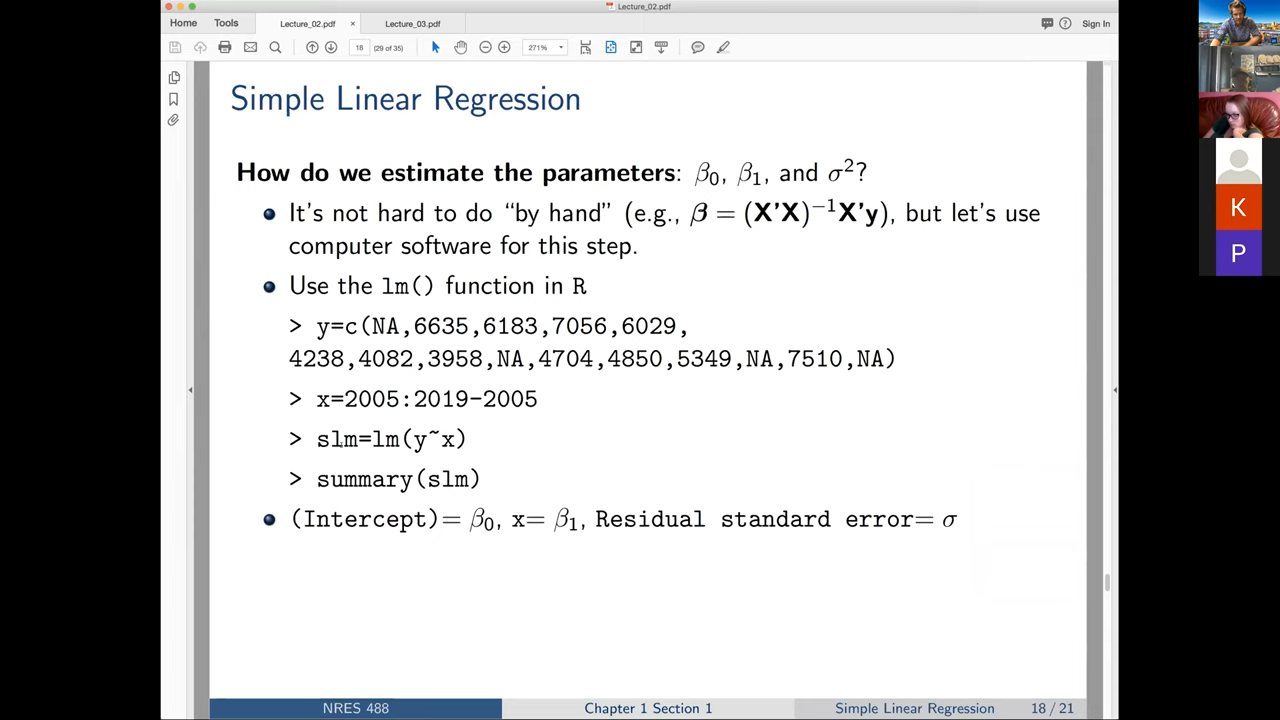 Lecture_02.pdf
Home Tools Lecture_02.pdf × Lecture_03.pdf Sign In
18 (29 of 35) 271%
Simple Linear Regression
How do we estimate the parameters: β₀, β₁, and σ²?
It's not hard to do “by hand” (e.g., β = (X'X)⁻¹X'y), but let's use
computer software for this step.
Use the lm() function in R
> y=c(NA,6635,6183,7056,6029,
4238,4082,3958,NA,4704,4850,5349,NA,7510,NA)
> x=2005:2019-2005
> slm=lm(y~x)
> summary(slm)
(Intercept)= β₀, x= β₁, Residual standard error= σ
NRES 488 Chapter 1 Section 1 Simple Linear Regression 18 / 21
K
P